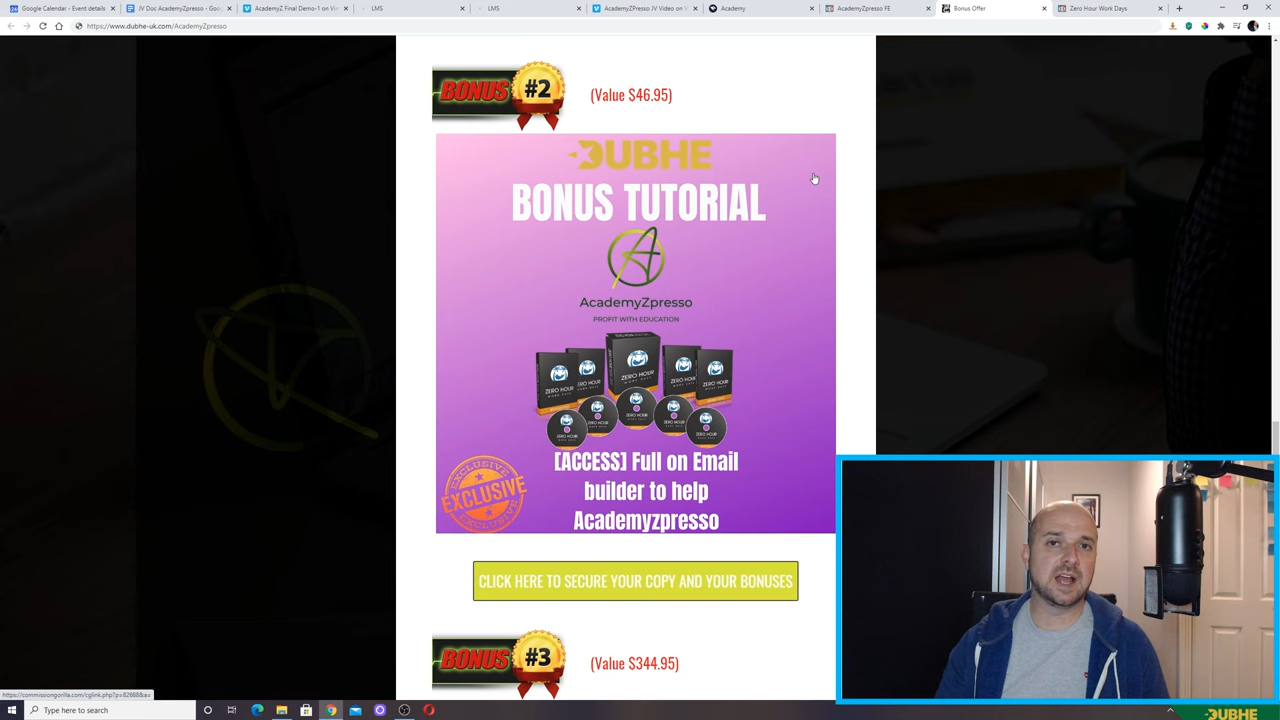 Google Calendar - Event details
JV Doc AcademyZpresso - Goo
AcademyZ Final Demo-1 on Vim
LMS
LMS
AcademyZPresso JV Video on V
Academy
AcademyZpresso FE
Bonus Offer
Zero Hour Work Days
https://www.dubhe-uk.com/AcademyZpresso
BONUS #2 (Value $46.95)
DUBHE
BONUS TUTORIAL
AcademyZpresso
PROFIT WITH EDUCATION
ZERO HOUR
[ACCESS] Full on Email
builder to help
Academyzpresso
EXCLUSIVE
EXCLUSIVE
EXCLUSIVE
CLICK HERE TO SECURE YOUR COPY AND YOUR BONUSES
BONUS #3 (Value $344.95)
Type here to search
DUBHE